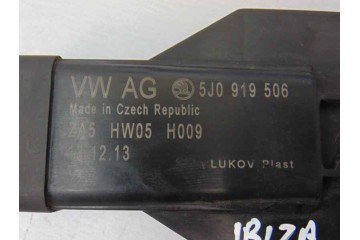 VW AG 5J0 919 506
Made in Czech Republic
HW05 H009
12.13
LUKOV Plast
IBIZA